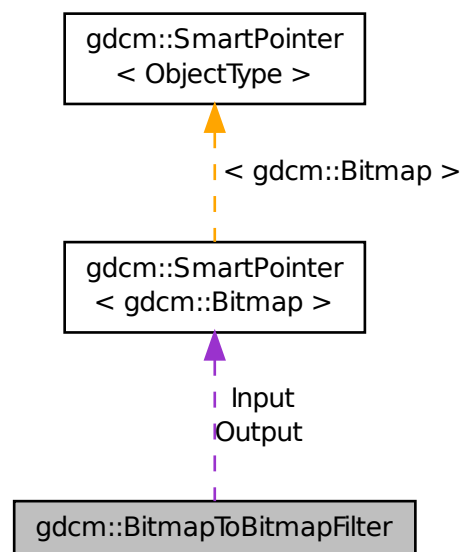 gdcm::SmartPointer
< ObjectType >
< gdcm::Bitmap >
gdcm::SmartPointer
< gdcm::Bitmap >
Input
Output
gdcm::BitmapToBitmapFilter